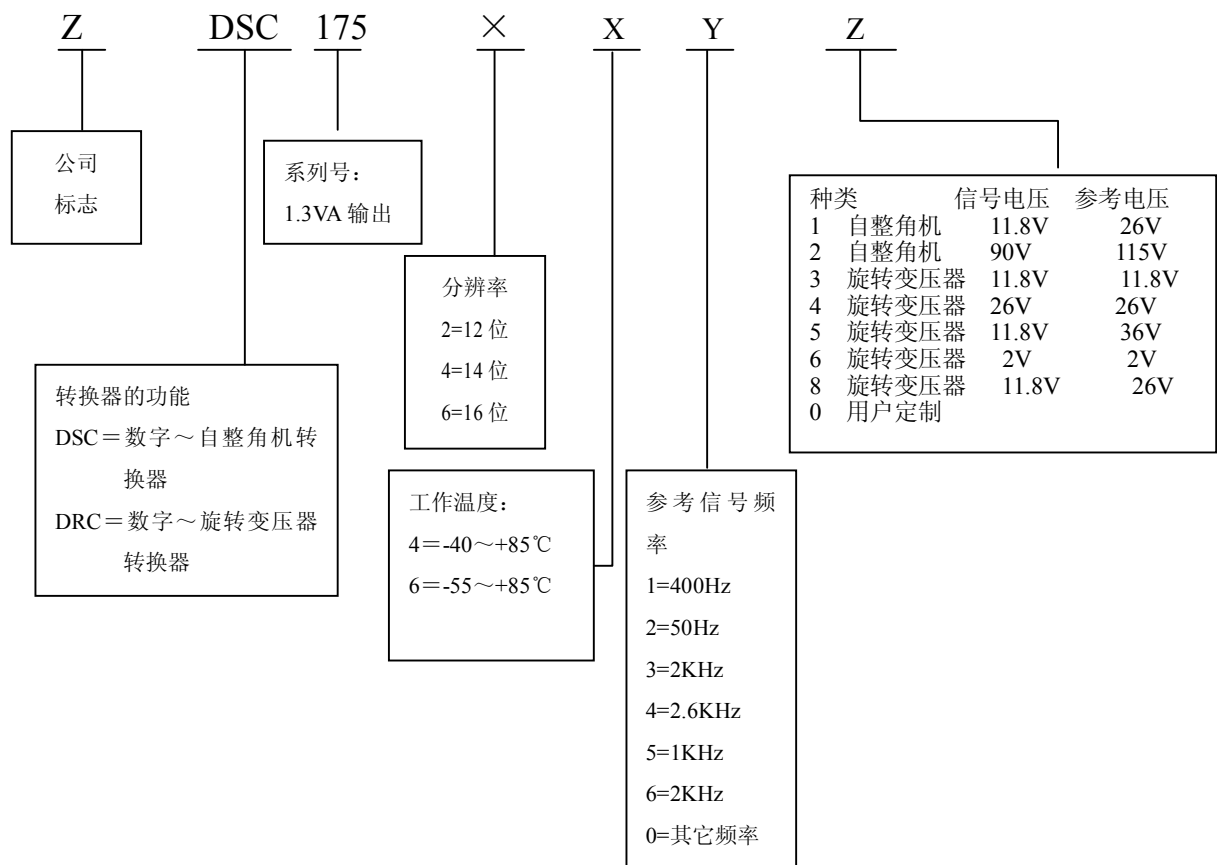 Z DSC 175 × X Y Z
公司
标志
系列号：
1.3VA 输出
分辨率
2=12 位
4=14 位
6=16 位
种类 信号电压 参考电压
1 自整角机 11.8V 26V
2 自整角机 90V 115V
3 旋转变压器 11.8V 11.8V
4 旋转变压器 26V 26V
5 旋转变压器 11.8V 36V
6 旋转变压器 2V 2V
8 旋转变压器 11.8V 26V
0 用户定制
转换器的功能
DSC＝数字～自整角机转
换器
DRC＝数字～旋转变压器
转换器
工作温度：
4＝-40～+85℃
6＝-55～+85℃
参考信号频
率
1=400Hz
2=50Hz
3=2KHz
4=2.6KHz
5=1KHz
6=2KHz
0=其它频率